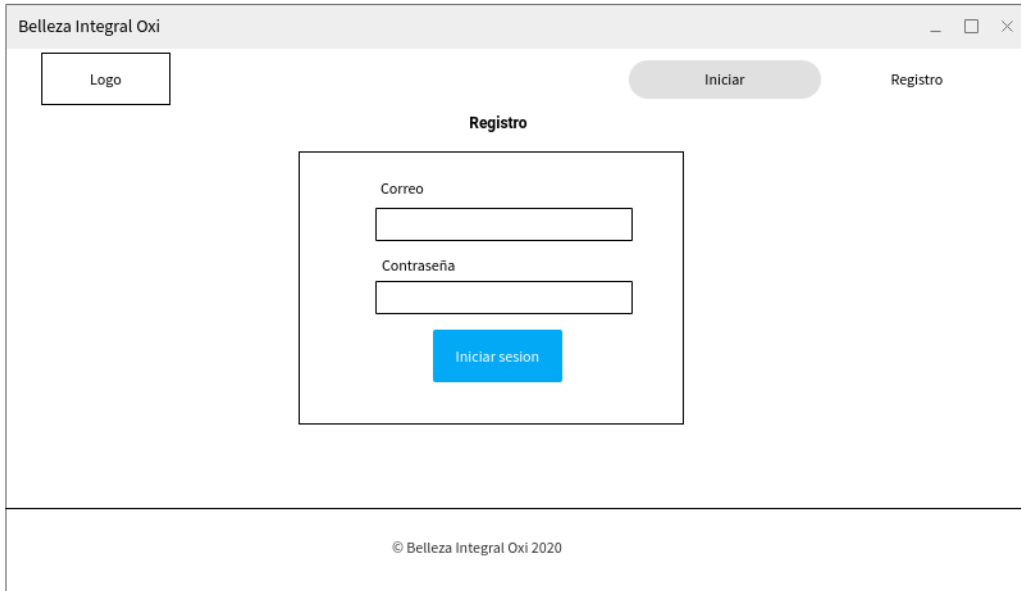 Belleza Integral Oxi
Logo
Iniciar
Registro
Registro
Correo
Contraseña
Iniciar sesion
© Belleza Integral Oxi 2020